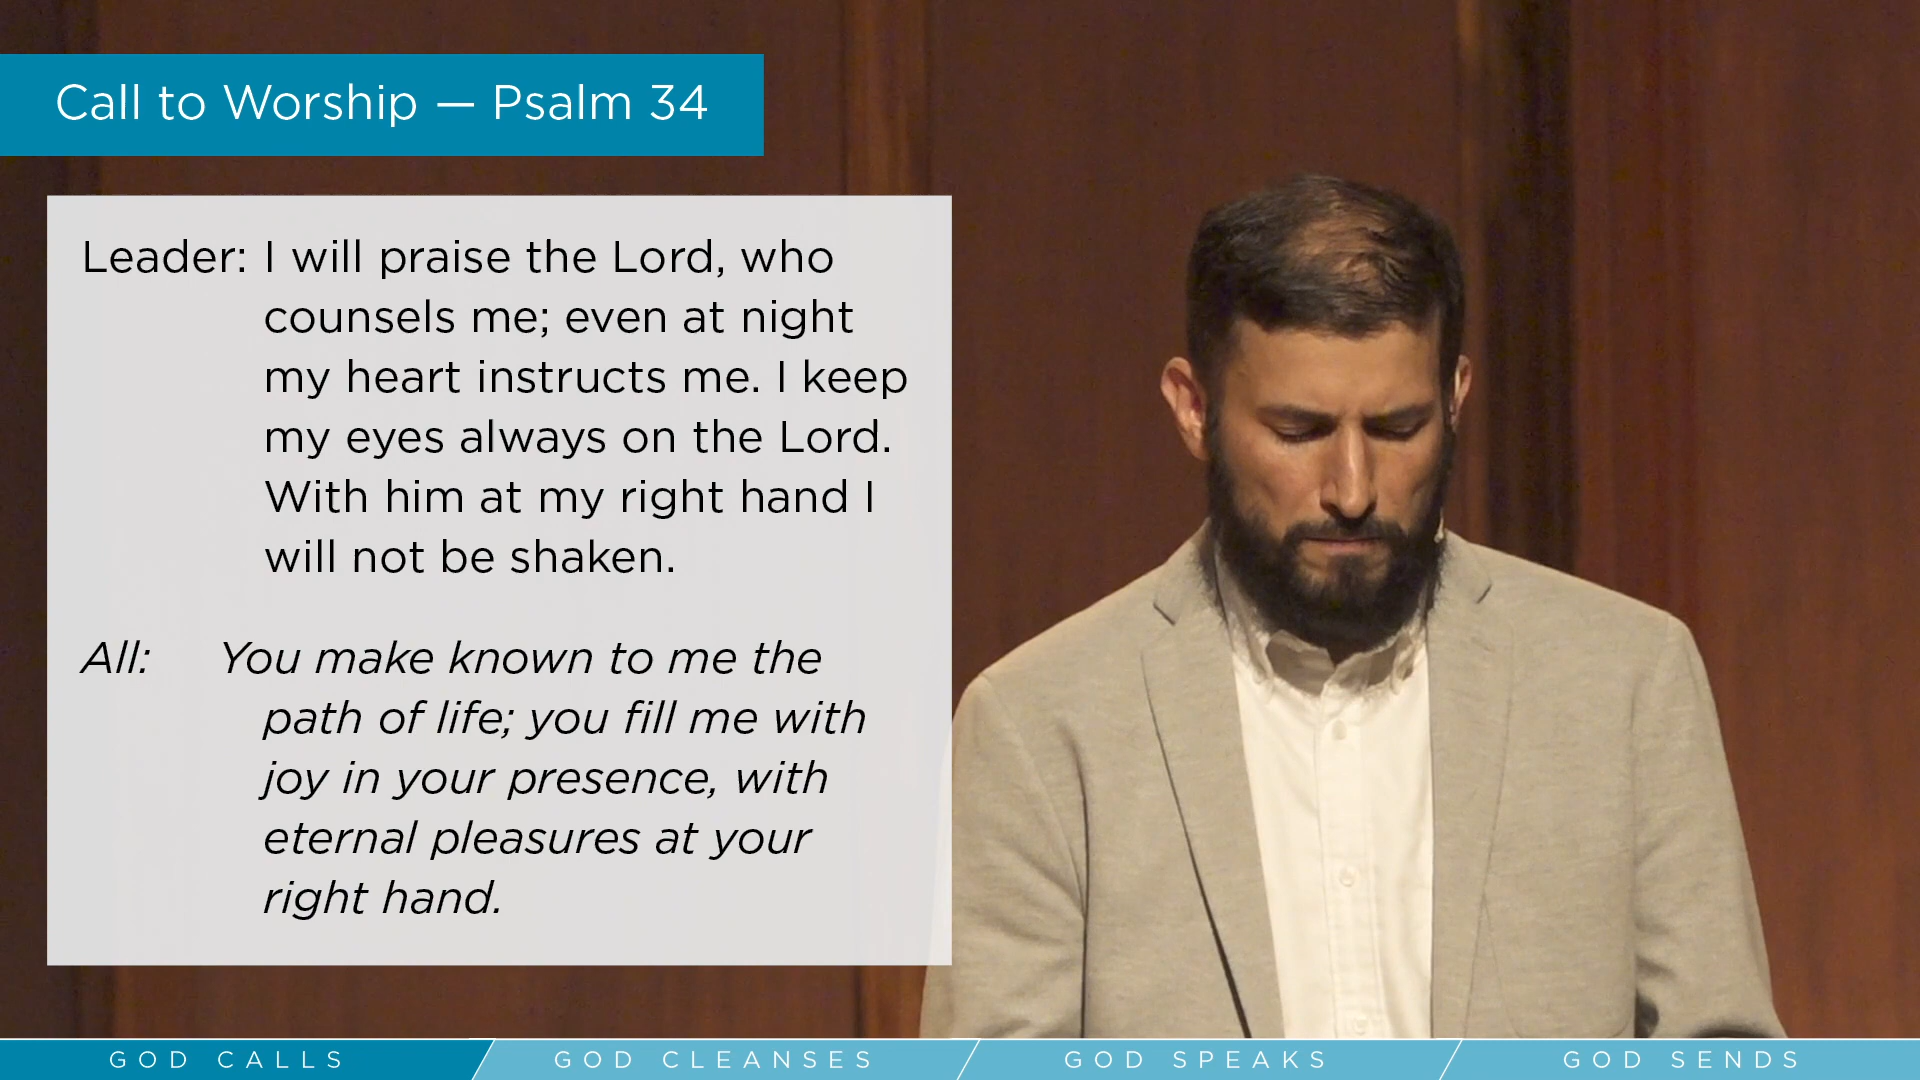 Call to Worship — Psalm 34
Leader: I will praise the Lord, who
counsels me; even at night
my heart instructs me. I keep
my eyes always on the Lord.
With him at my right hand I
will not be shaken.
All: You make known to me the
path of life; you fill me with
joy in your presence, with
eternal pleasures at your
right hand.
GOD CALLS
GOD CLEANSES
GOD SPEAKS
GOD SENDS